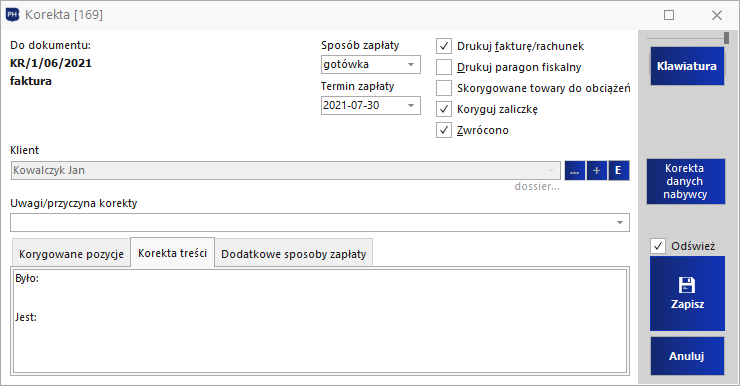 PH Korekta [169]
Do dokumentu:
KR/1/06/2021
faktura
Sposób zapłaty
gotówka
Termin zapłaty
2021-07-30
Drukuj fakturę/rachunek
Drukuj paragon fiskalny
Skorygowane towary do obciążeń
Koryguj zaliczkę
Zwrócono
Klient
Kowalczyk Jan
... + E
dossier...
Uwagi/przyczyna korekty
Korygowane pozycje Korekta treści Dodatkowe sposoby zapłaty
Było:
Jest:
Klawiatura
Korekta
danych
nabywcy
Odśwież
Zapisz
Anuluj